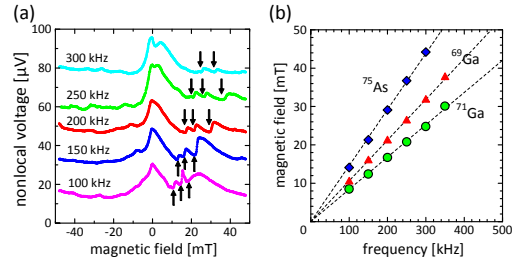 (a)
nonlocal voltage [µV]
100
80
60
40
20
0
300 kHz
250 kHz
200 kHz
150 kHz
100 kHz
-40 -20 0 20 40
magnetic field [mT]
(b)
magnetic field [mT]
50
40
30
20
10
0
⁷⁵As
⁶⁹Ga
⁷¹Ga
0 100 200 300 400 500
frequency [kHz]